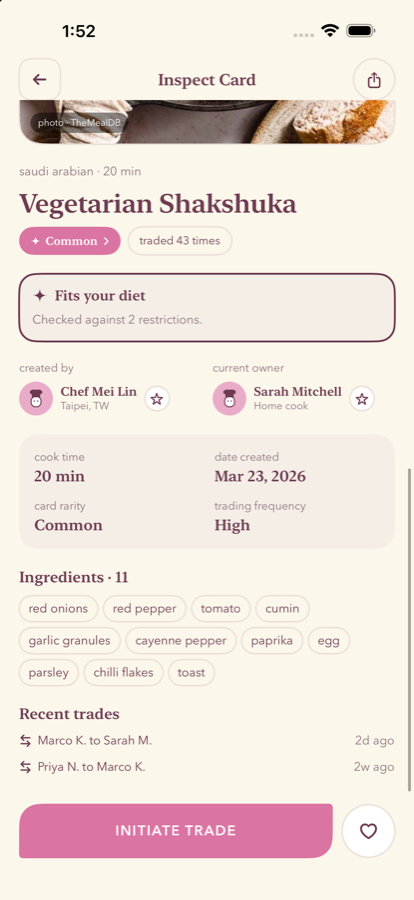 1:52
Inspect Card
photo · TheMealDB
saudi arabian · 20 min
Vegetarian Shakshuka
Common
traded 43 times
Fits your diet
Checked against 2 restrictions.
created by
Chef Mei Lin
Taipei, TW
current owner
Sarah Mitchell
Home cook
cook time
20 min
date created
Mar 23, 2026
card rarity
Common
trading frequency
High
Ingredients · 11
red onions red pepper tomato cumin
garlic granules cayenne pepper paprika egg
parsley chilli flakes toast
Recent trades
Marco K. to Sarah M. 2d ago
Priya N. to Marco K. 2w ago
INITIATE TRADE